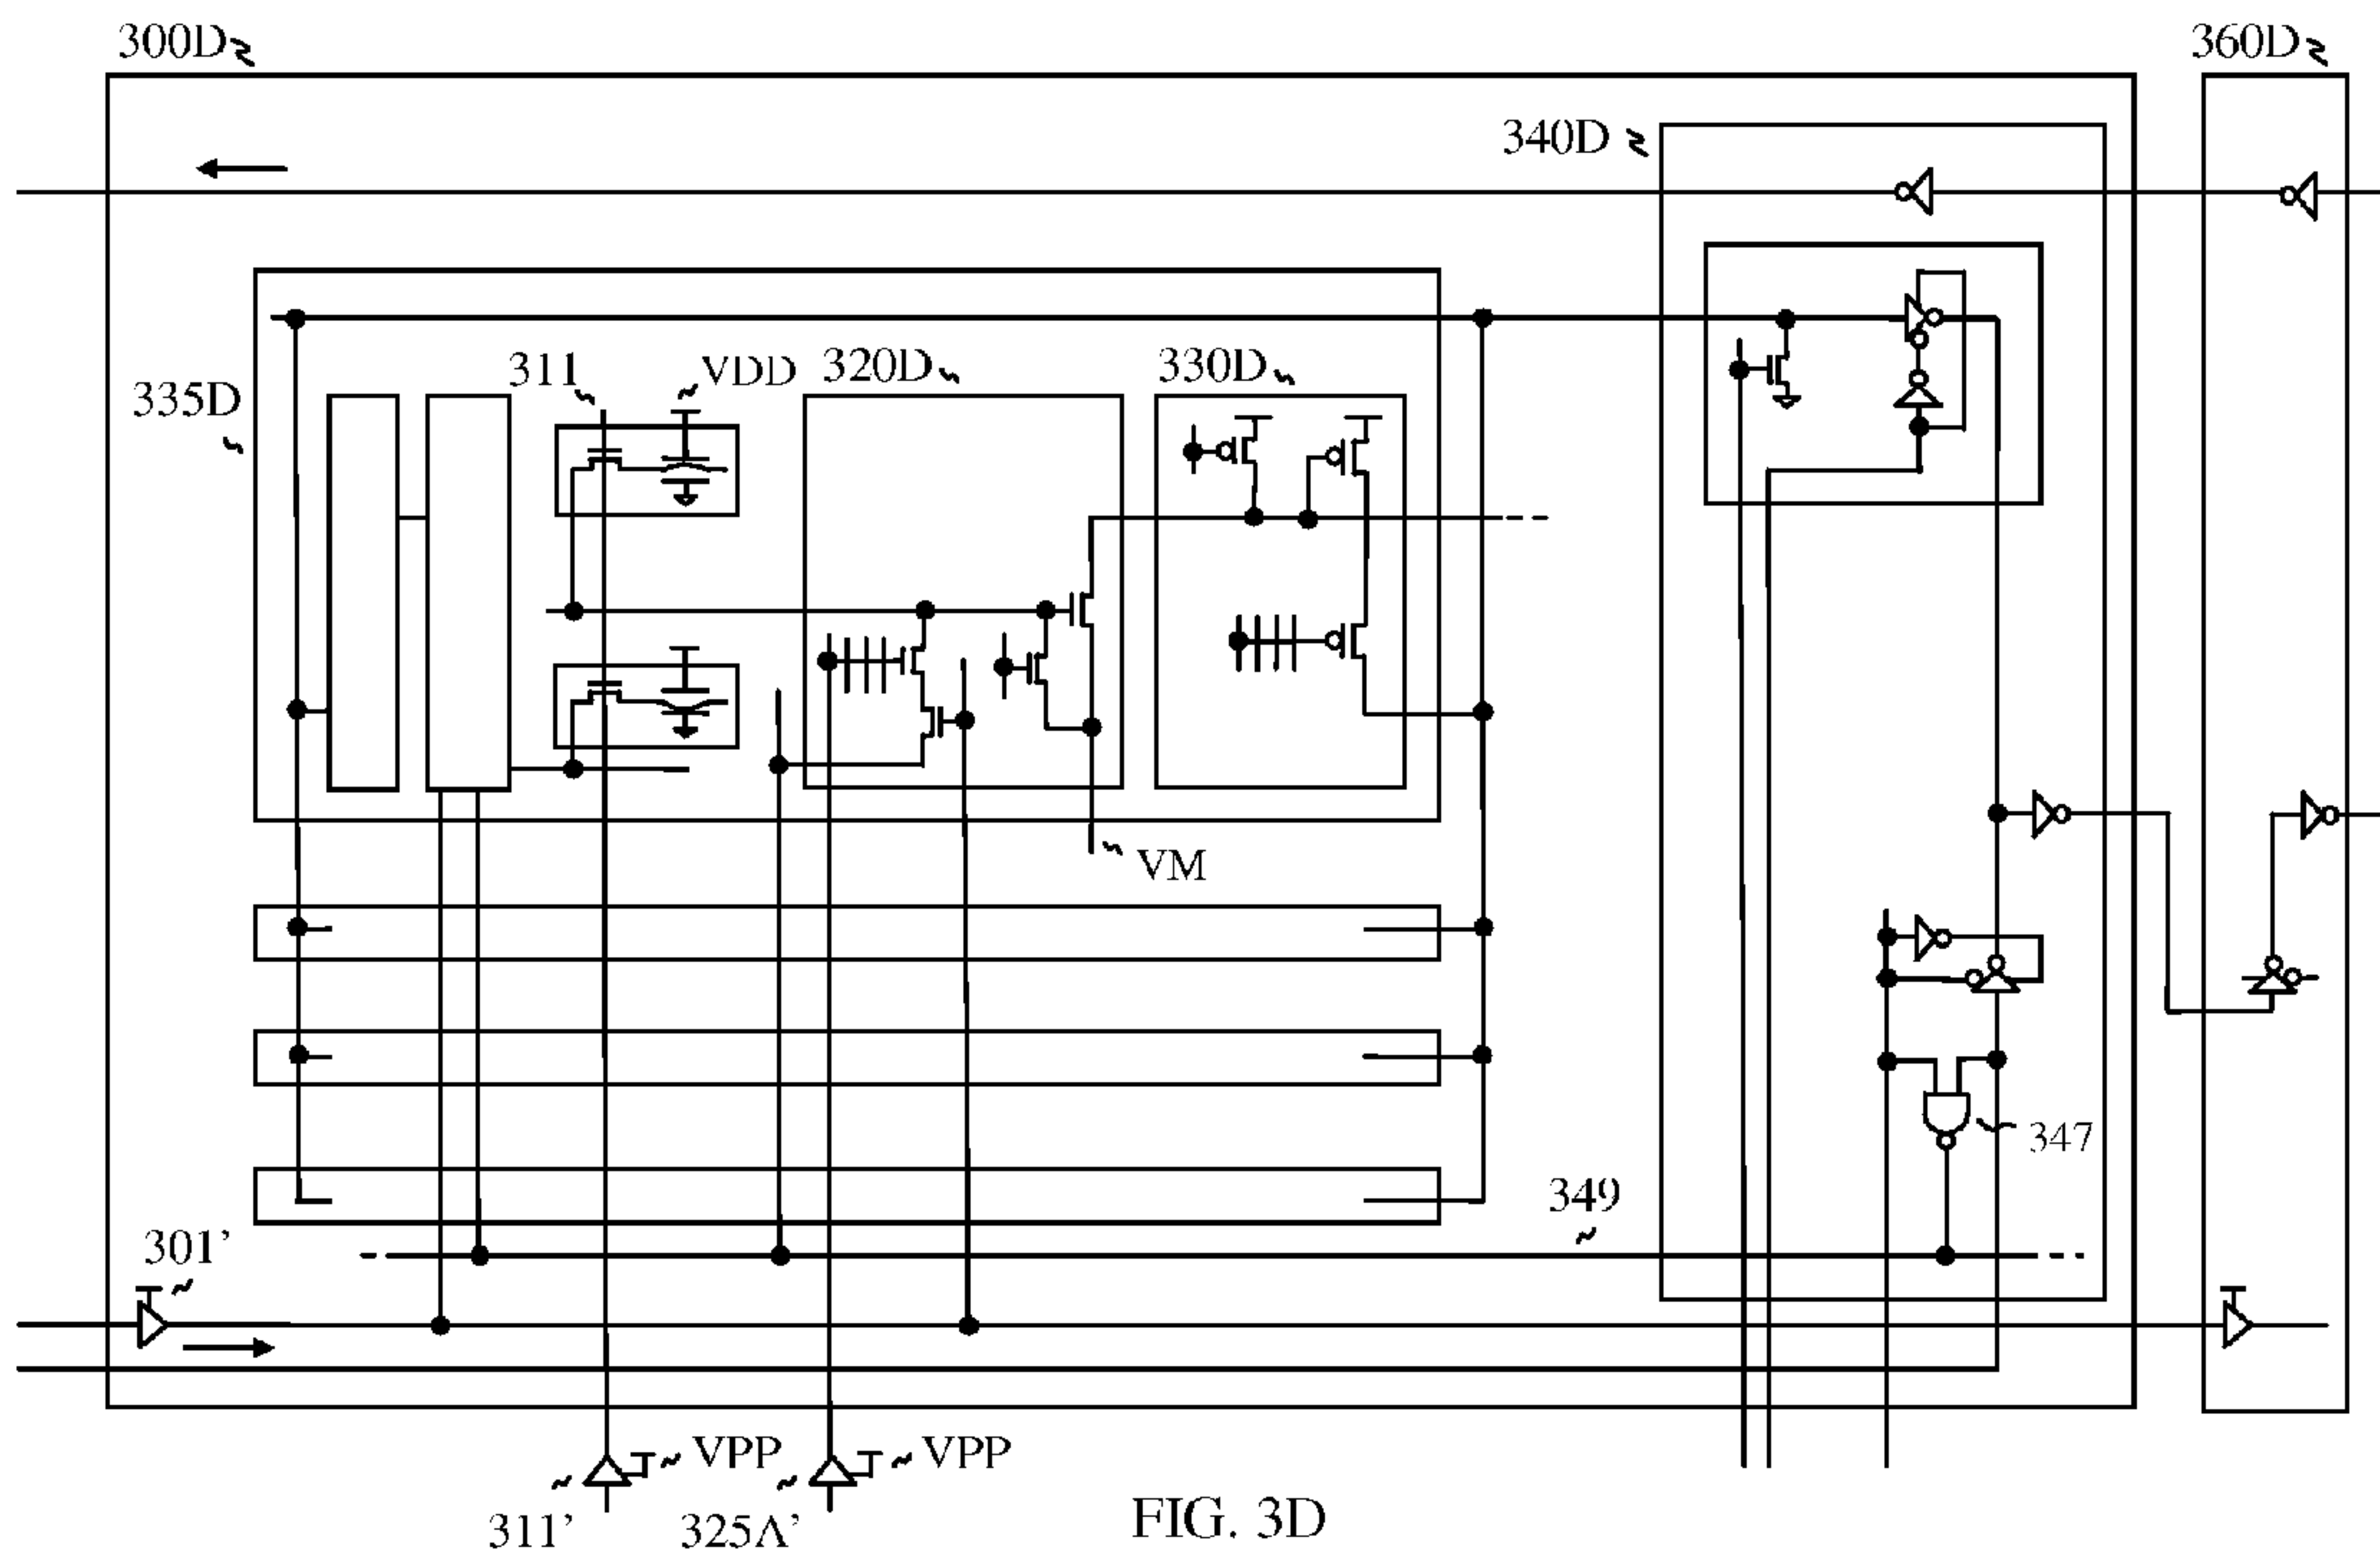 300D
360D
340D
311
VDD
320D
330D
335D
VM
347
349
301’
VPP
VPP
311’
325A’
FIG. 3D